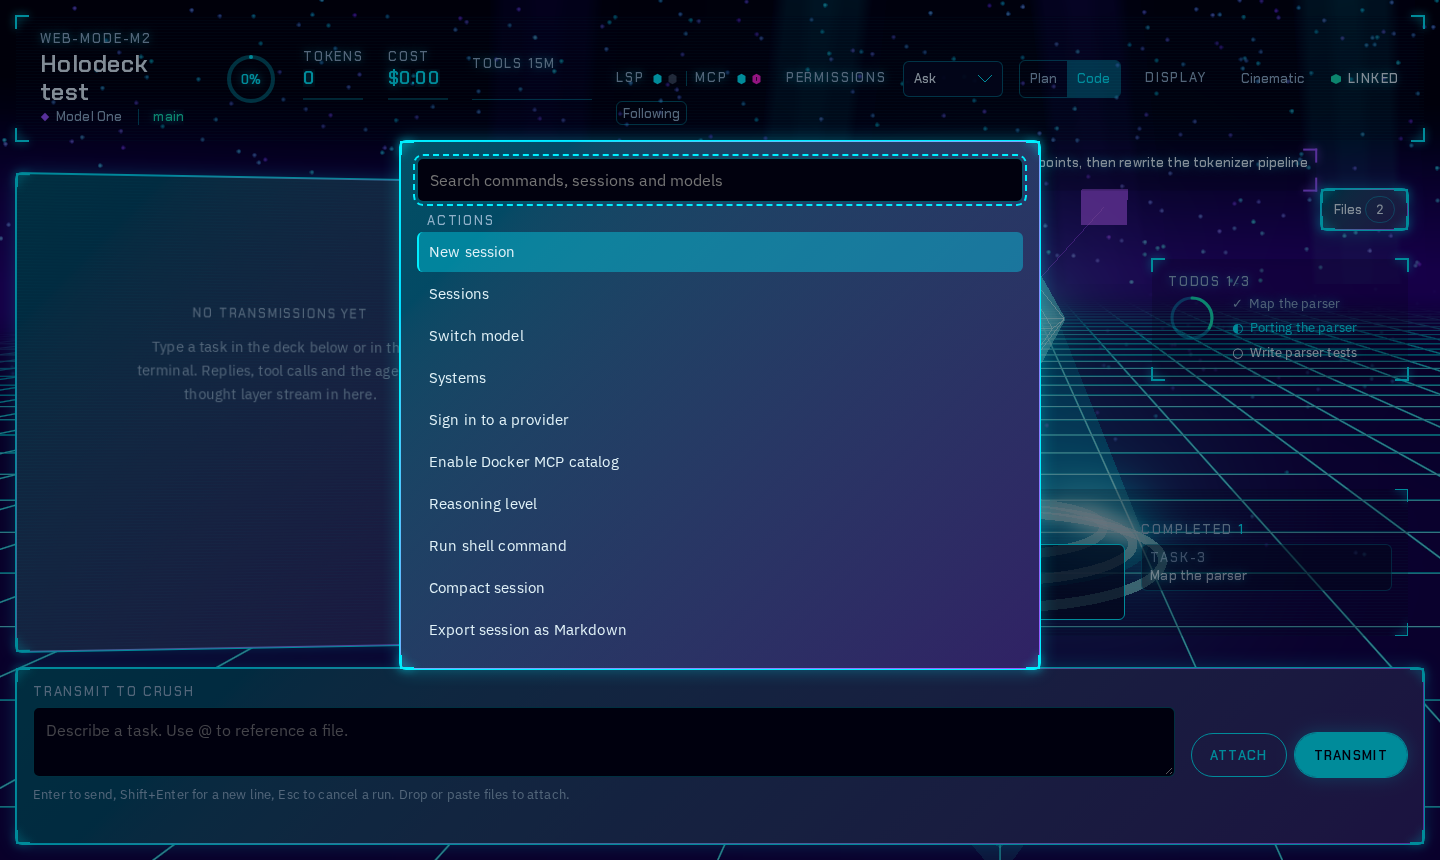 WEB-MODE-M2
Holodeck
test
Model One
main
0%
TOKENS
0
COST
$0.00
TOOLS 15M
LSP
MCP
PERMISSIONS
Ask
Plan
Code
DISPLAY
Cinematic
LINKED
Following
points, then rewrite the tokenizer pipeline
Files 2
TODOS 1/3
✓ Map the parser
◐ Porting the parser
○ Write parser tests
NO TRANSMISSIONS YET
Type a task in the deck below or in th
terminal. Replies, tool calls and the age
thought layer stream in here.
Search commands, sessions and models
ACTIONS
New session
Sessions
Switch model
Systems
Sign in to a provider
Enable Docker MCP catalog
Reasoning level
Run shell command
Compact session
Export session as Markdown
COMPLETED 1
TASK-3
Map the parser
TRANSMIT TO CRUSH
Describe a task. Use @ to reference a file.
ATTACH
TRANSMIT
Enter to send, Shift+Enter for a new line, Esc to cancel a run. Drop or paste files to attach.